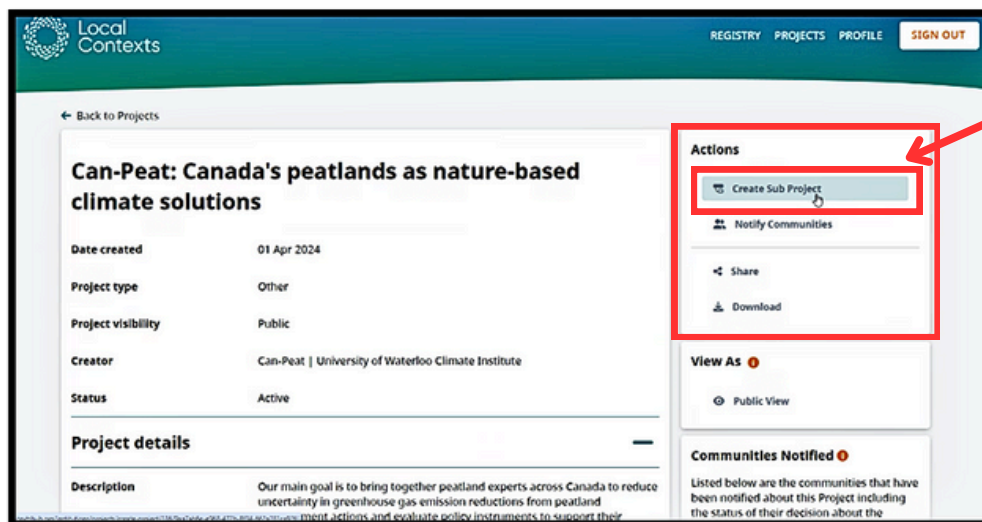 Local
Contexts
REGISTRY PROJECTS PROFILE SIGN OUT
← Back to Projects
Can-Peat: Canada's peatlands as nature-based
climate solutions
Date created 01 Apr 2024
Project type Other
Project visibility Public
Creator Can-Peat | University of Waterloo Climate Institute
Status Active
Project details
Description Our main goal is to bring together peatland experts across Canada to reduce
uncertainty in greenhouse gas emission reductions from peatland
ment actions and evaluate policy instruments to support their
Actions
Create Sub Project
Notify Communities
Share
Download
View As
Public View
Communities Notified
Listed below are the communities that have
been notified about this Project including
the status of their decision about the